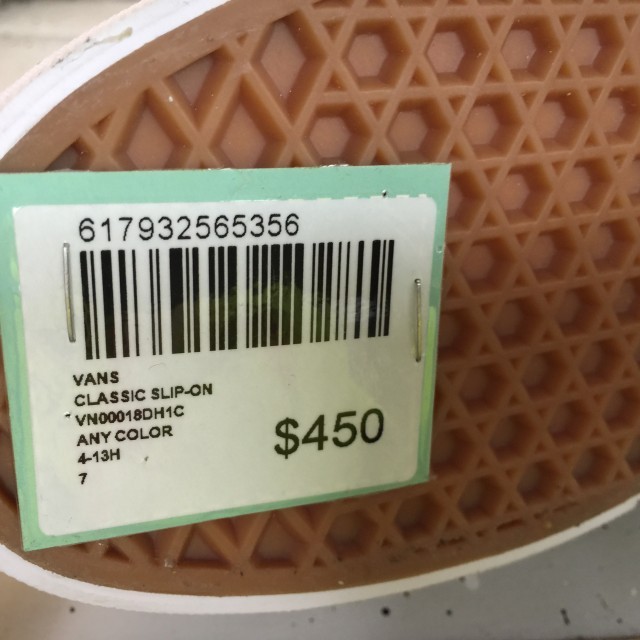 617932565356
VANS
CLASSIC SLIP-ON
VN00018DH1C
ANY COLOR
4-13H
7
$450